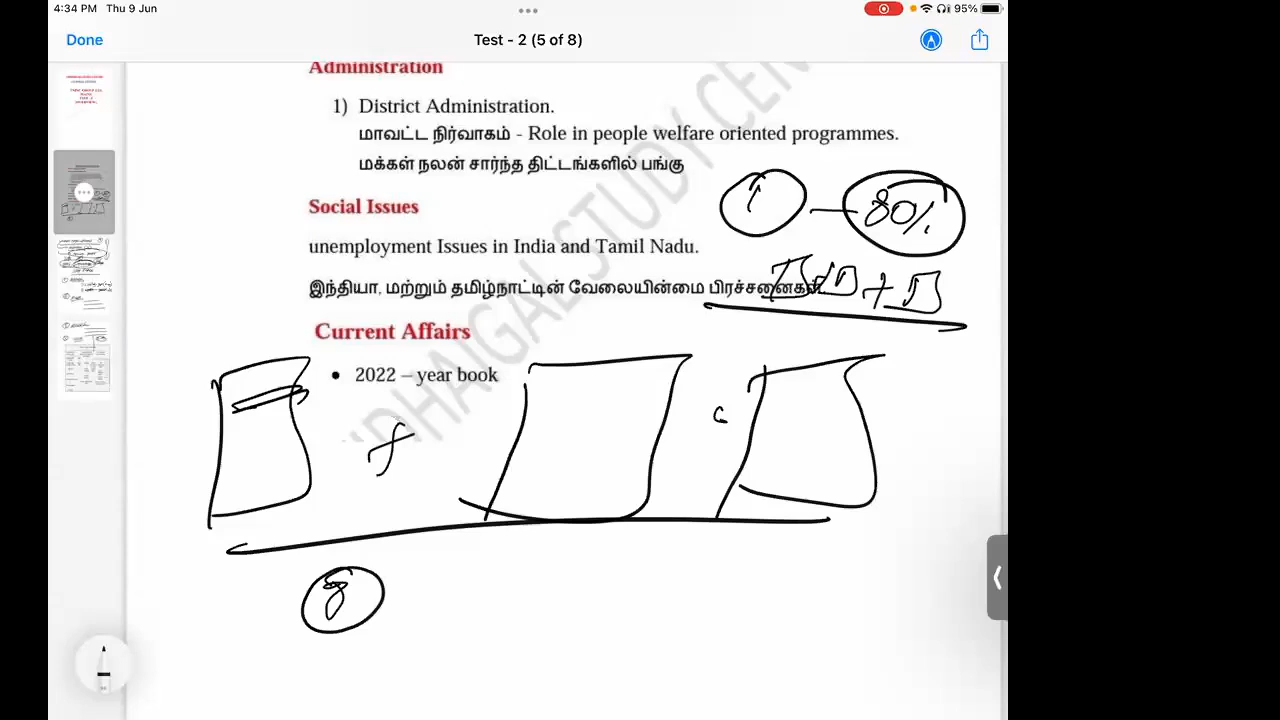 4:34 PM Thu 9 Jun
95%
Done
Test - 2 (5 of 8)
Administration
1) District Administration.
மாவட்ட நிர்வாகம் - Role in people welfare oriented programmes.
மக்கள் நலன் சார்ந்த திட்டங்களில் பங்கு
1 — 80%
Social Issues
unemployment Issues in India and Tamil Nadu.
இந்தியா, மற்றும் தமிழ்நாட்டின் வேலையின்மை பிரச்சனைகள்
Current Affairs
• 2022 – year book
8